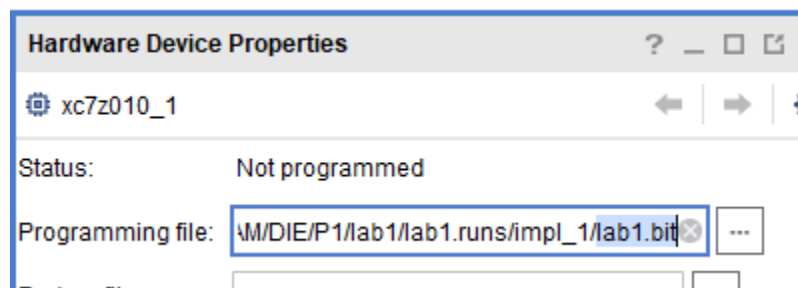 Hardware Device Properties ?
xc7z010_1
Status: Not programmed
Programming file: M/DIE/P1/lab1/lab1.runs/impl_1/lab1.bit ...